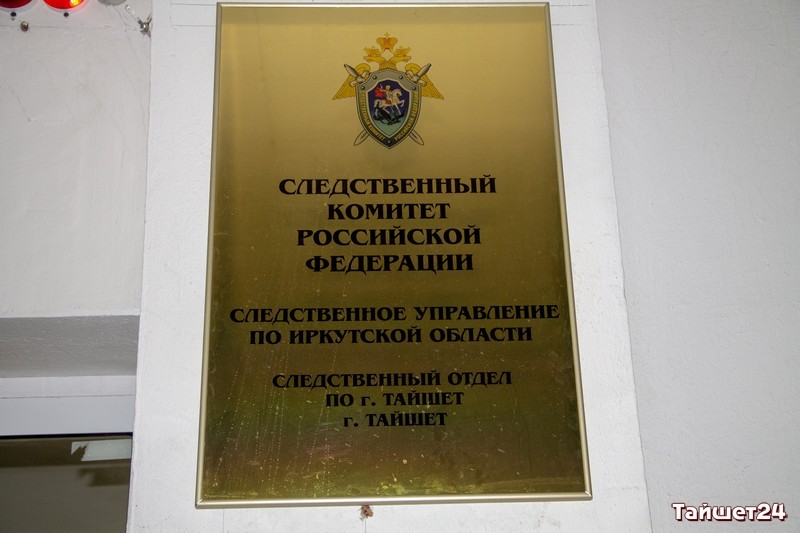 СЛЕДСТВЕННЫЙ
КОМИТЕТ
РОССИЙСКОЙ
ФЕДЕРАЦИИ
СЛЕДСТВЕННОЕ УПРАВЛЕНИЕ
ПО ИРКУТСКОЙ ОБЛАСТИ
СЛЕДСТВЕННЫЙ ОТДЕЛ
ПО г. ТАЙШЕТ
г. ТАЙШЕТ
Тайшет24